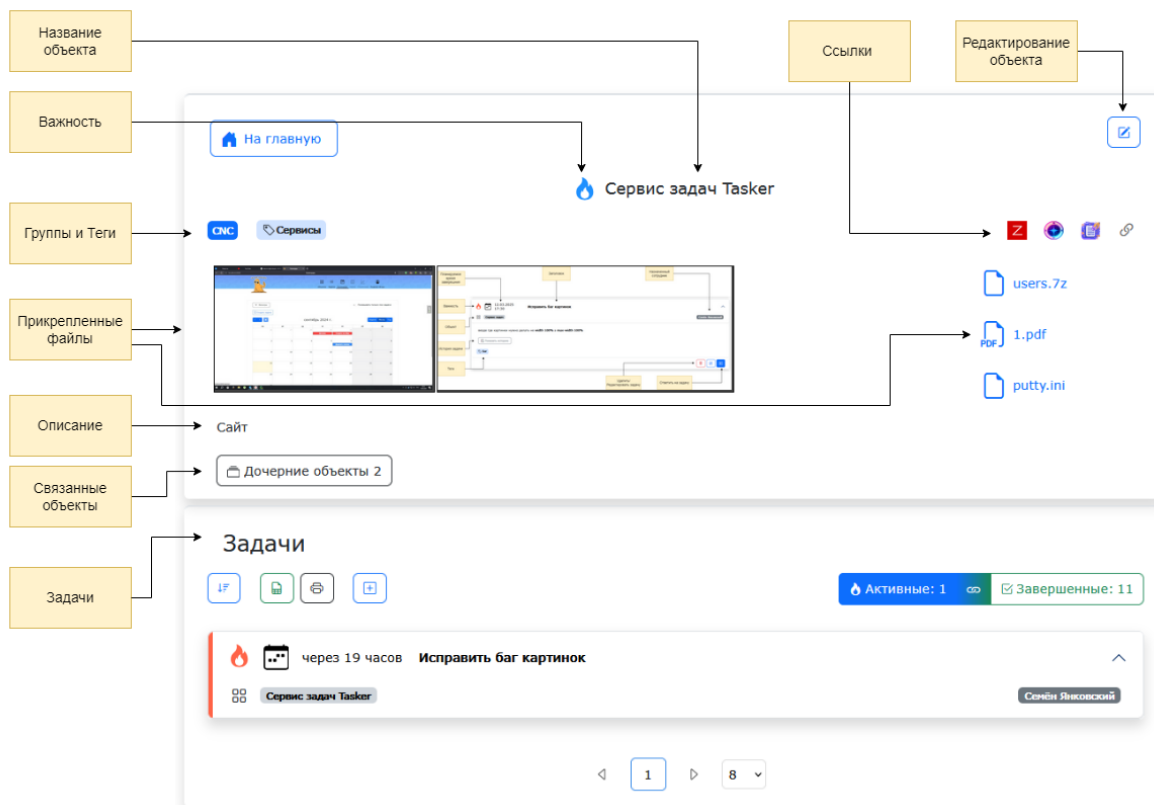 Название
объекта
Ссылки
Редактирование
объекта
Важность
На главную
Сервис задач Tasker
Группы и Теги
CNC
Сервисы
Z
users.7z
Прикрепленные
файлы
PDF
1.pdf
putty.ini
Описание
Сайт
Связанные
объекты
Дочерние объекты 2
Задачи
Задачи
Активные: 1
Завершенные: 11
через 19 часов Исправить баг картинок
Сервис задач Tasker
Семён Янковский
1
8